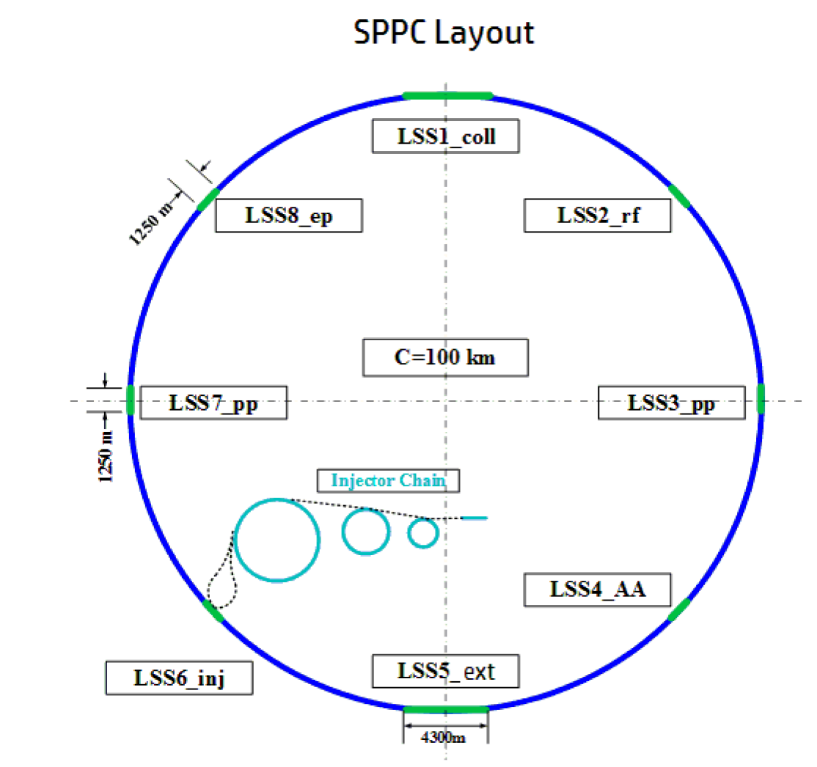 SPPC Layout
LSS1_coll
1250 m
LSS8_ep
LSS2_rf
C=100 km
LSS7_pp
LSS3_pp
1250 m
Injector Chain
LSS4_AA
LSS5_ext
LSS6_inj
4300m